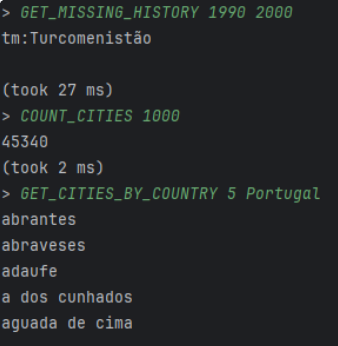 > GET_MISSING_HISTORY 1990 2000
tm:Turcomenistão
(took 27 ms)
> COUNT_CITIES 1000
45340
(took 2 ms)
> GET_CITIES_BY_COUNTRY 5 Portugal
abrantes
abraveses
adaufe
a dos cunhados
aguada de cima